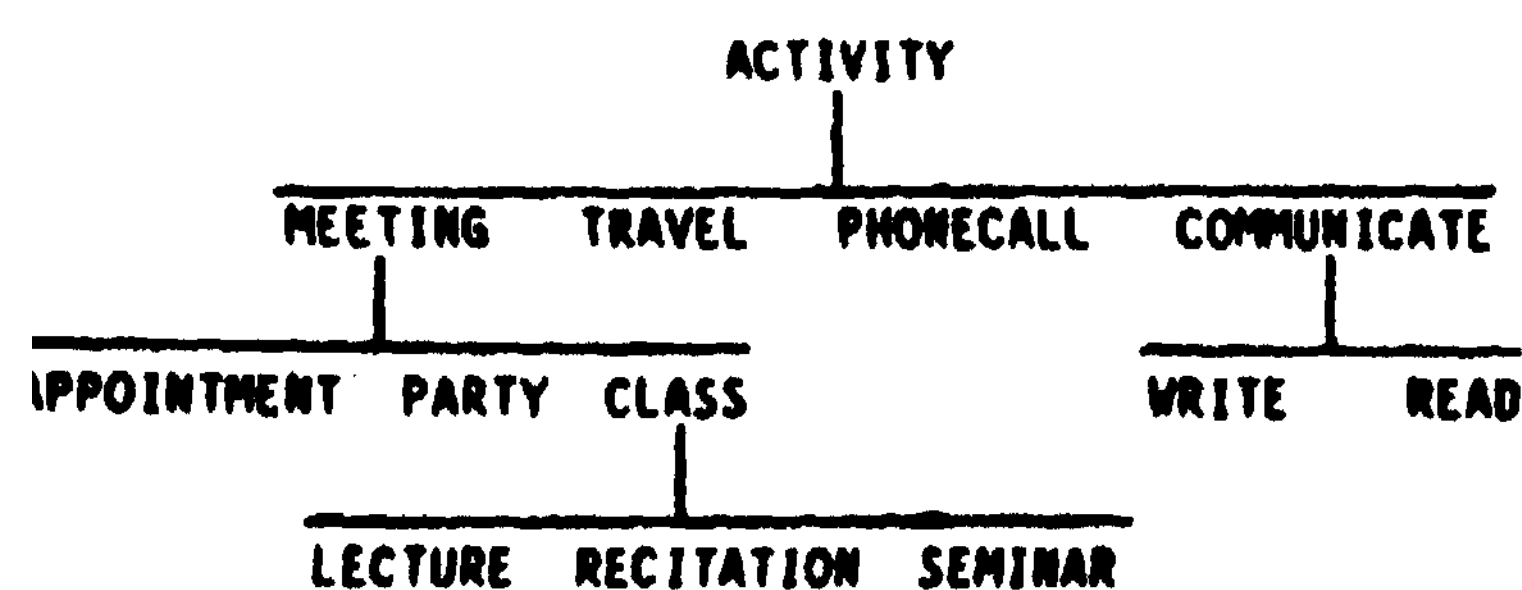 ACTIVITY
MEETING TRAVEL PHONECALL COMMUNICATE
APPOINTMENT PARTY CLASS WRITE READ
LECTURE RECITATION SEMINAR